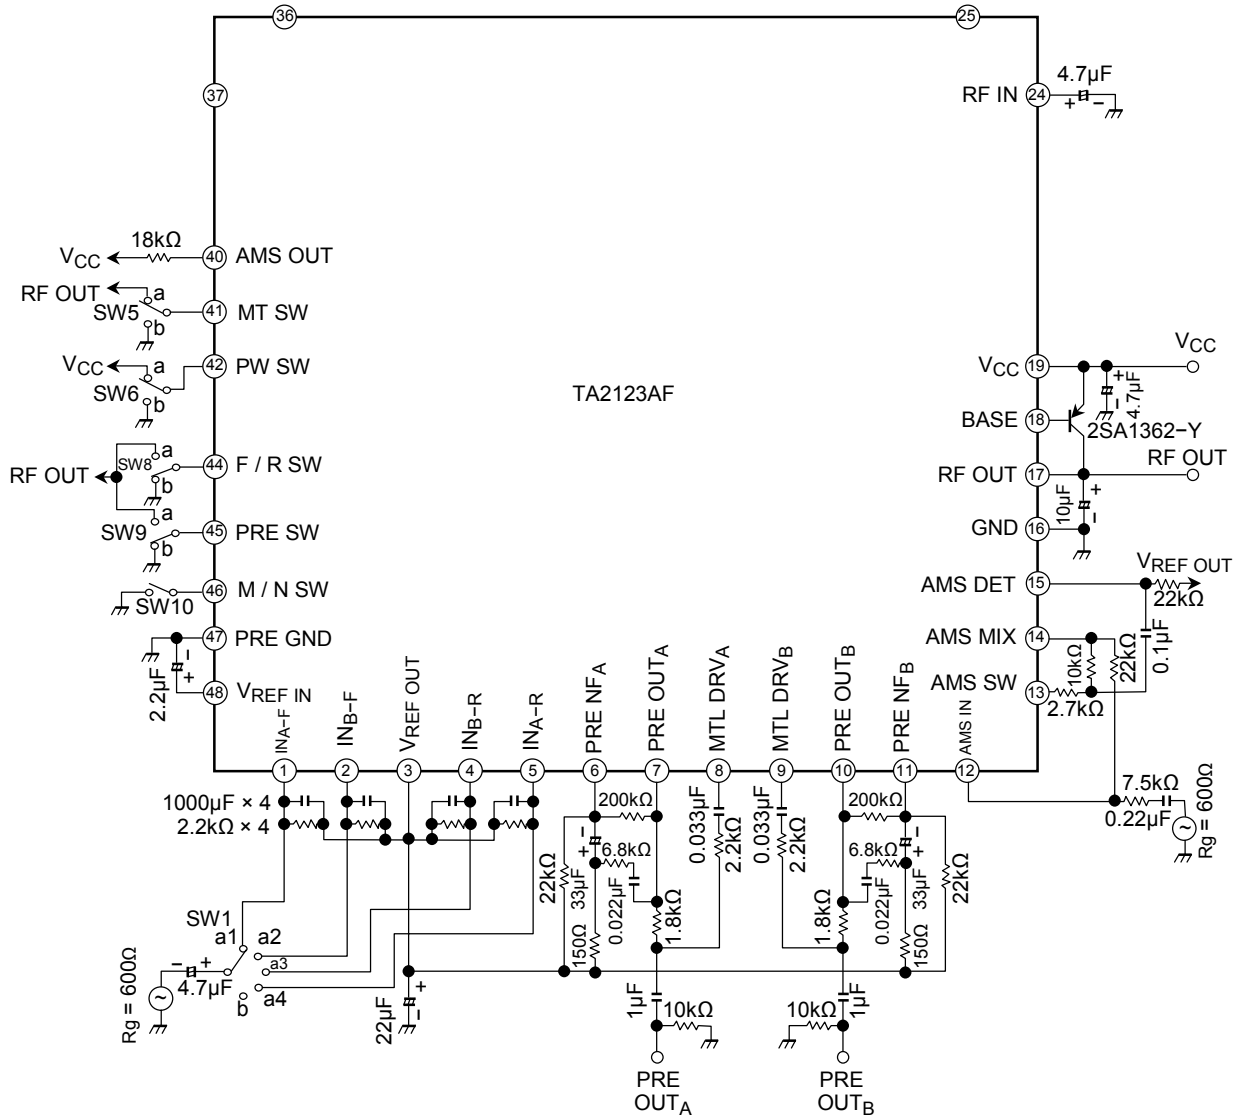 36
25
37
RF IN
24
4.7µF
+
−
18kΩ
VCC
40
AMS OUT
RF OUT
a
SW5
b
41
MT SW
VCC
a
SW6
b
42
PW SW
TA2123AF
VCC
19
VCC
+
−
4.7µF
BASE
18
2SA1362−Y
RF OUT
17
RF OUT
10µF
+
−
GND
16
RF OUT
a
SW8
b
44
F / R SW
a
SW9
b
45
PRE SW
SW10
46
M / N SW
47
PRE GND
2.2µF
−
+
48
VREF IN
AMS DET
15
VREF OUT
22kΩ
0.1µF
AMS MIX
14
10kΩ
22kΩ
AMS SW
13
2.7kΩ
INA−F
INB−F
VREF OUT
INB−R
INA−R
PRE NFA
PRE OUTA
MTL DRVA
MTL DRVB
PRE OUTB
PRE NFB
AMS IN
1
2
3
4
5
6
7
8
9
10
11
12
1000µF × 4
2.2kΩ × 4
200kΩ
22kΩ
−
+
33µF
6.8kΩ
0.022µF
150Ω
1.8kΩ
0.033µF
2.2kΩ
0.033µF
2.2kΩ
200kΩ
1.8kΩ
6.8kΩ
0.022µF
−
+
33µF
150Ω
22kΩ
7.5kΩ
0.22µF
~
Rg = 600Ω
SW1
a1
a2
a3
a4
b
−
+
4.7µF
~
Rg = 600Ω
22µF
+
−
1µF
10kΩ
10kΩ
1µF
PRE
OUTA
PRE
OUTB